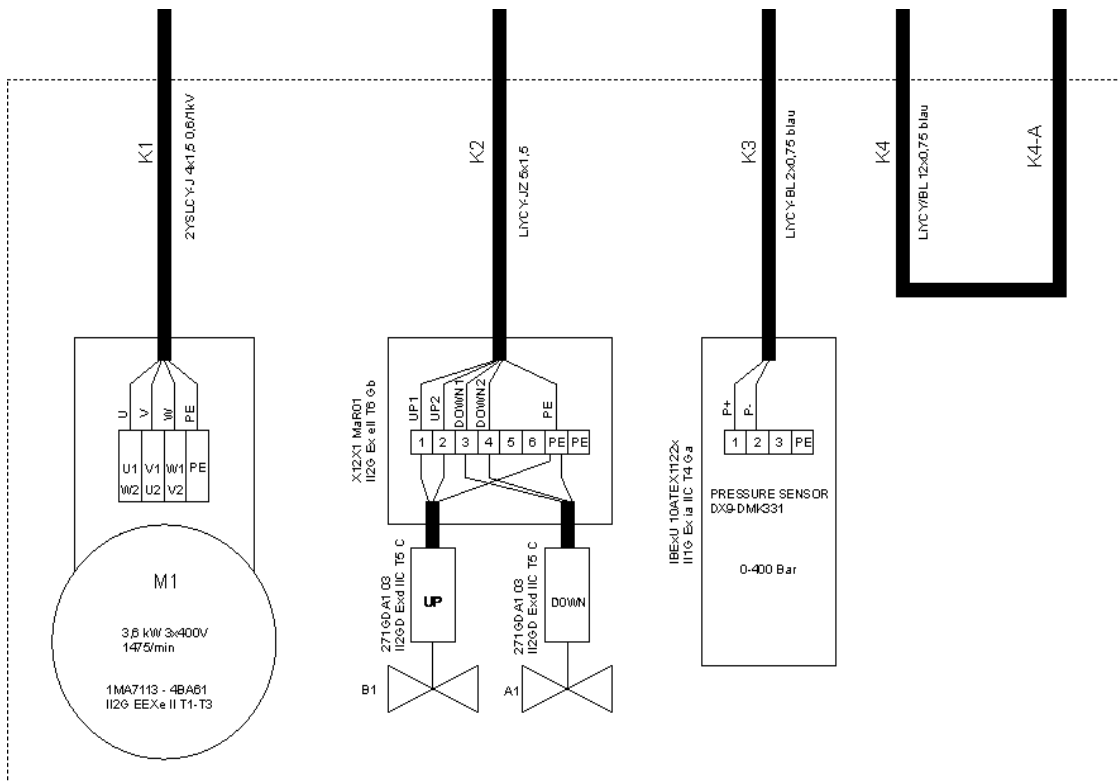 K1
2YSLCY-J 4x1,5 0,6/1kV
K2
LiYCY-JZ 5x1,5
K3
LiYCY-BL 2x0,75 blau
K4
LiYCY/BL 12x0,75 blau
K4-A
U
V
W
PE
U1 V1 W1 PE
W2 U2 V2
M1
3,6 kW 3x400V
1475/min
1MA7113 - 4BA61
II2G EEXe II T1-T3
X12X1 MaR01
II2G Ex eII T6 Gb
UP1
UP2
DOWN1
DOWN2
PE
1 2 3 4 5 6 PE PE
271GDA1 03
II2GD Exd IIC T5 C
UP
B1
271GDA1 03
II2GD Exd IIC T5 C
DOWN
A1
IBExU 10ATEX1122x
II1G Ex ia IIC T4 Ga
P+
P-
1 2 3 PE
PRESSURE SENSOR
DX9-DMK331
0-400 Bar